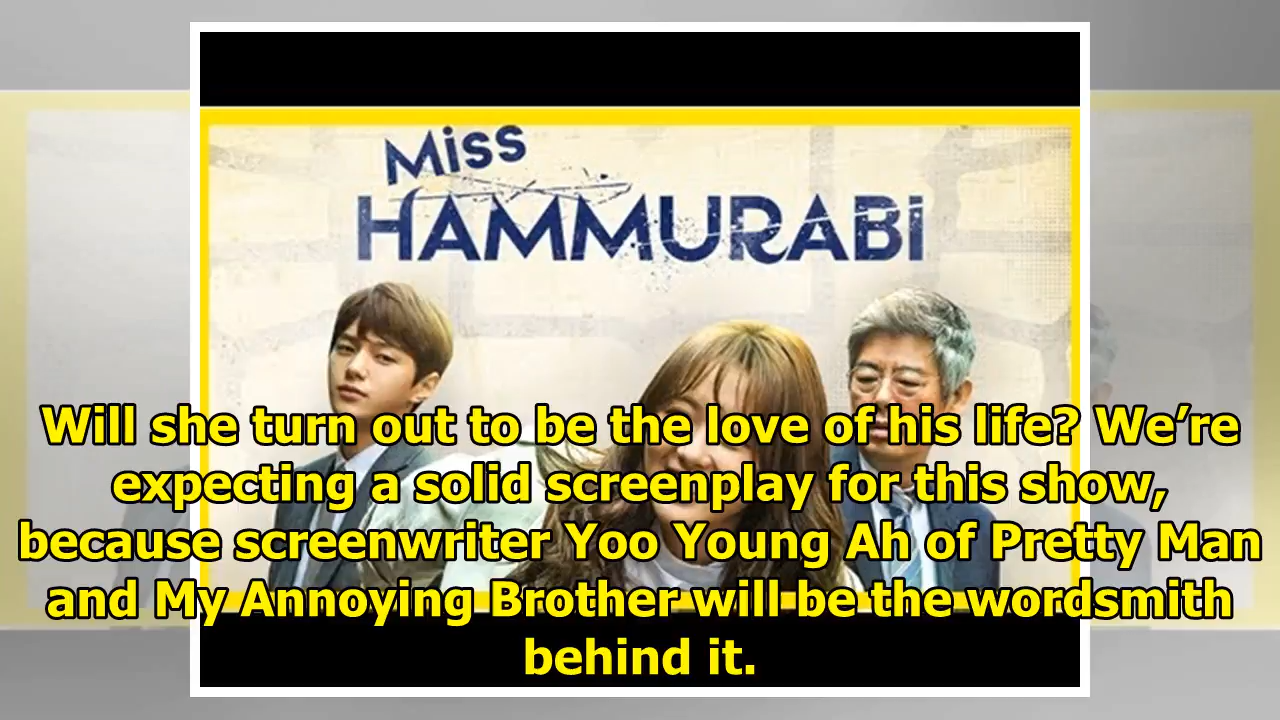 Miss
HAMMURABI
Will she turn out to be the love of his life? We’re
expecting a solid screenplay for this show,
because screenwriter Yoo Young Ah of Pretty Man
and My Annoying Brother will be the wordsmith
behind it.